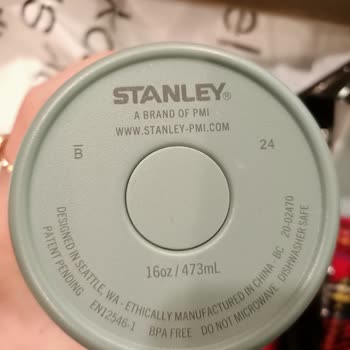 STANLEY®
A BRAND OF PMI
WWW.STANLEY-PMI.COM
B 24
16oz / 473mL
DESIGNED IN SEATTLE, WA - ETHICALLY MANUFACTURED IN CHINA - BC 20-02470
PATENT PENDING EN12546-1 BPA FREE DO NOT MICROWAVE DISHWASHER SAFE